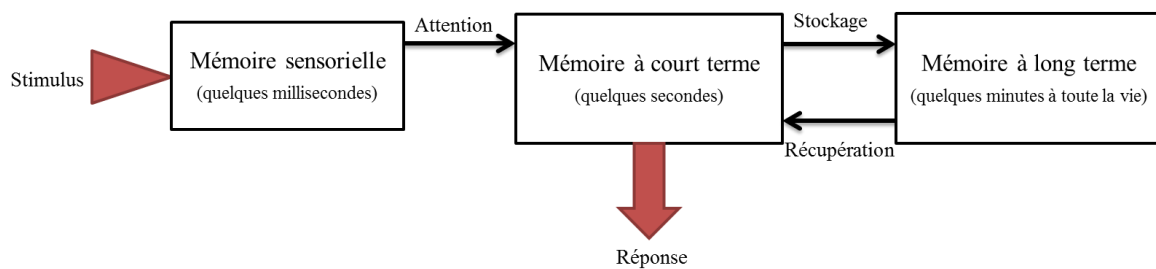 Stimulus
Mémoire sensorielle
(quelques millisecondes)
Attention
Mémoire à court terme
(quelques secondes)
Stockage
Mémoire à long terme
(quelques minutes à toute la vie)
Récupération
Réponse